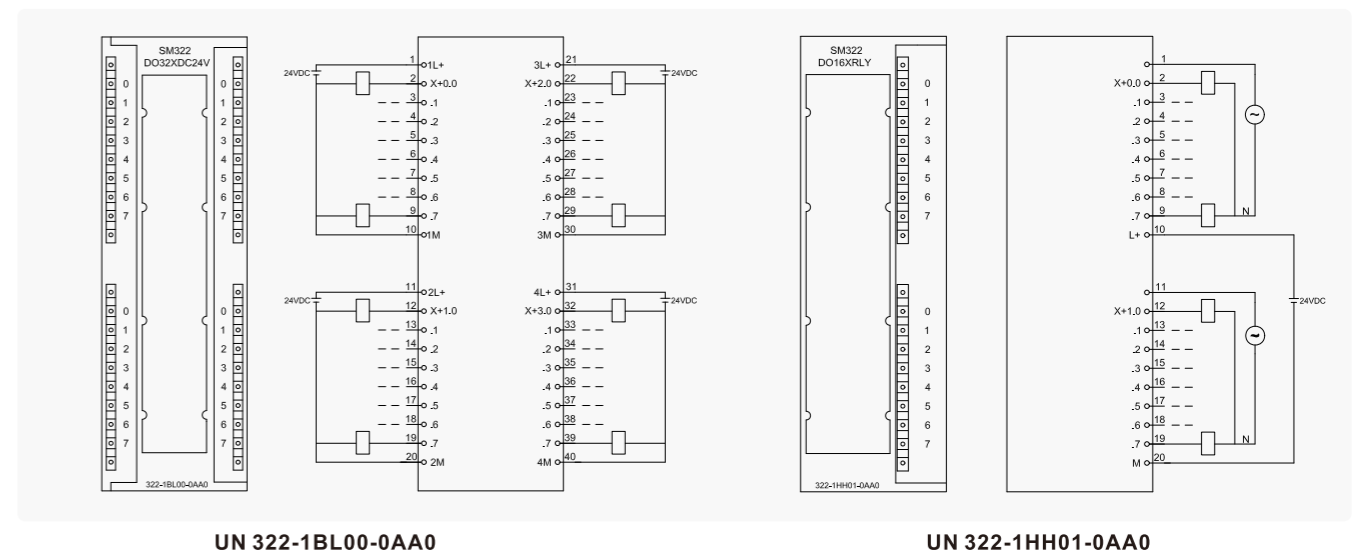 SM322
DO32XDC24V
0 0
1 1
2 2
3 3
4 4
5 5
6 6
7 7
0 0
1 1
2 2
3 3
4 4
5 5
6 6
7 7
322-1BL00-0AA0
24VDC 1 1L+ 3L+ 21 24VDC
2 X+0.0 X+2.0 22
3 .1 .1 23
4 .2 .2 24
5 .3 .3 25
6 .4 .4 26
7 .5 .5 27
8 .6 .6 28
9 .7 .7 29
10 1M 3M 30
24VDC 11 2L+ 4L+ 31 24VDC
12 X+1.0 X+3.0 32
13 .1 .1 33
14 .2 .2 34
15 .3 .3 35
16 .4 .4 36
17 .5 .5 37
18 .6 .6 38
19 .7 .7 39
20 2M 4M 40
UN 322-1BL00-0AA0
SM322
DO16XRLY
0
1
2
3
4
5
6
7
0
1
2
3
4
5
6
7
322-1HH01-0AA0
1
X+0.0 2
.1 3
.2 4
.3 5
.4 6
.5 7
.6 8
.7 9 N
L+ 10
11
24VDC
X+1.0 12
.1 13
.2 14
.3 15
.4 16
.5 17
.6 18
.7 19 N
M 20
UN 322-1HH01-0AA0